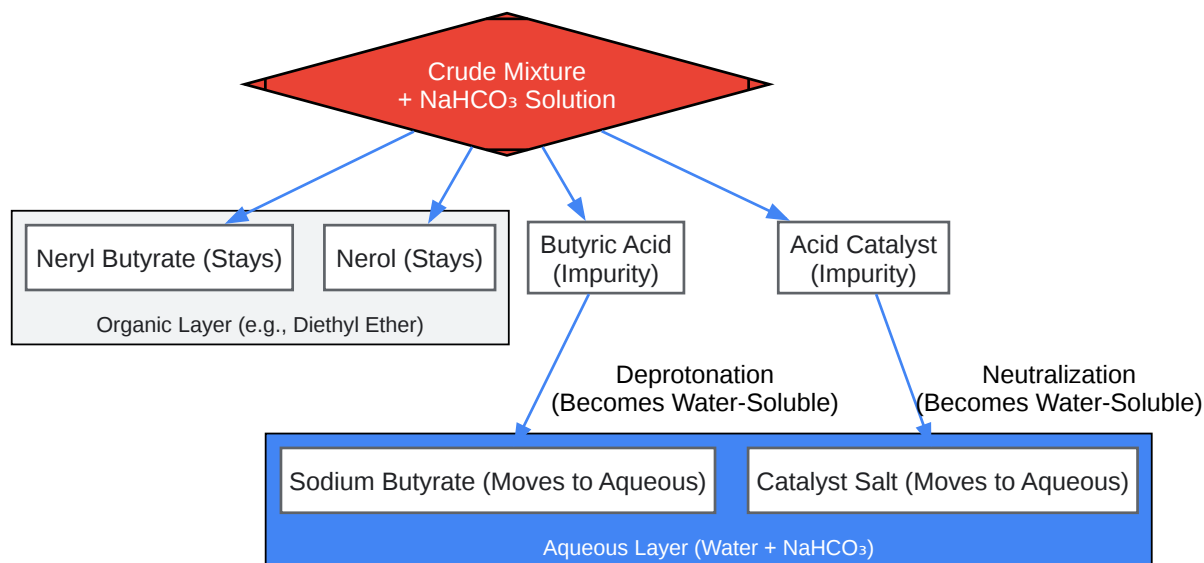 Crude Mixture
+ NaHCO₃ Solution
Neryl Butyrate (Stays)
Nerol (Stays)
Organic Layer (e.g., Diethyl Ether)
Butyric Acid
(Impurity)
Acid Catalyst
(Impurity)
Deprotonation
(Becomes Water-Soluble)
Neutralization
(Becomes Water-Soluble)
Sodium Butyrate (Moves to Aqueous)
Catalyst Salt (Moves to Aqueous)
Aqueous Layer (Water + NaHCO₃)